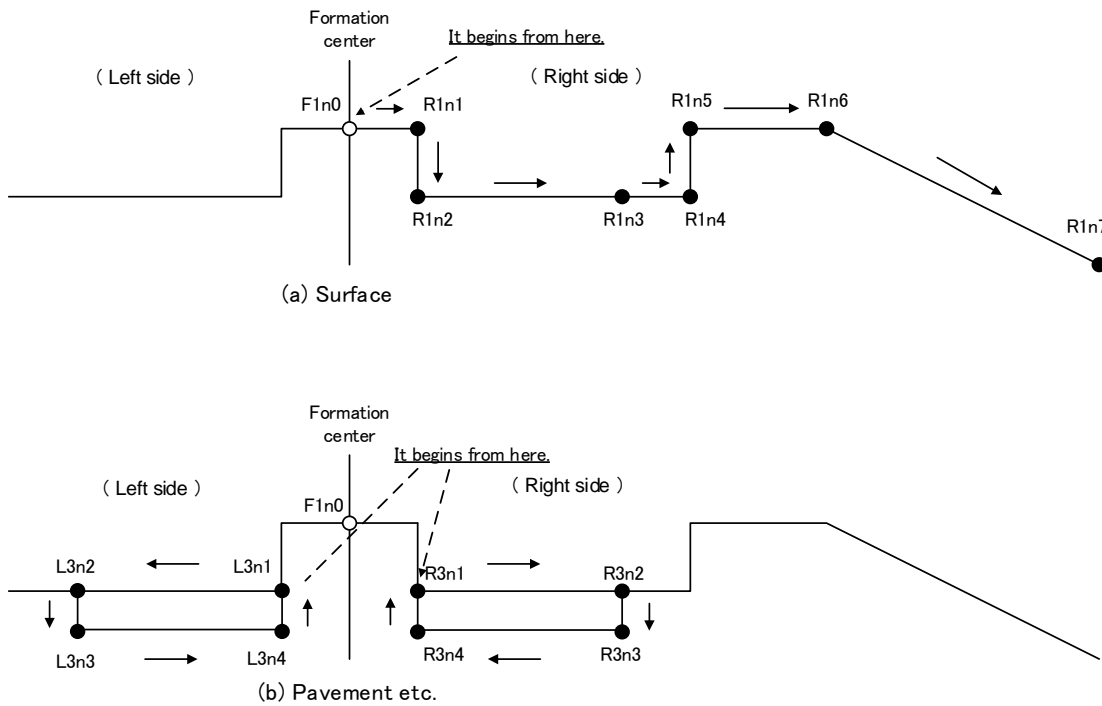 Formation
center
It begins from here.
( Left side )
( Right side )
F1n0
R1n1
R1n5
R1n6
R1n2
R1n3
R1n4
R1n7
(a) Surface
Formation
center
It begins from here.
( Left side )
( Right side )
F1n0
L3n2
L3n1
R3n1
R3n2
L3n3
L3n4
R3n4
R3n3
(b) Pavement etc.